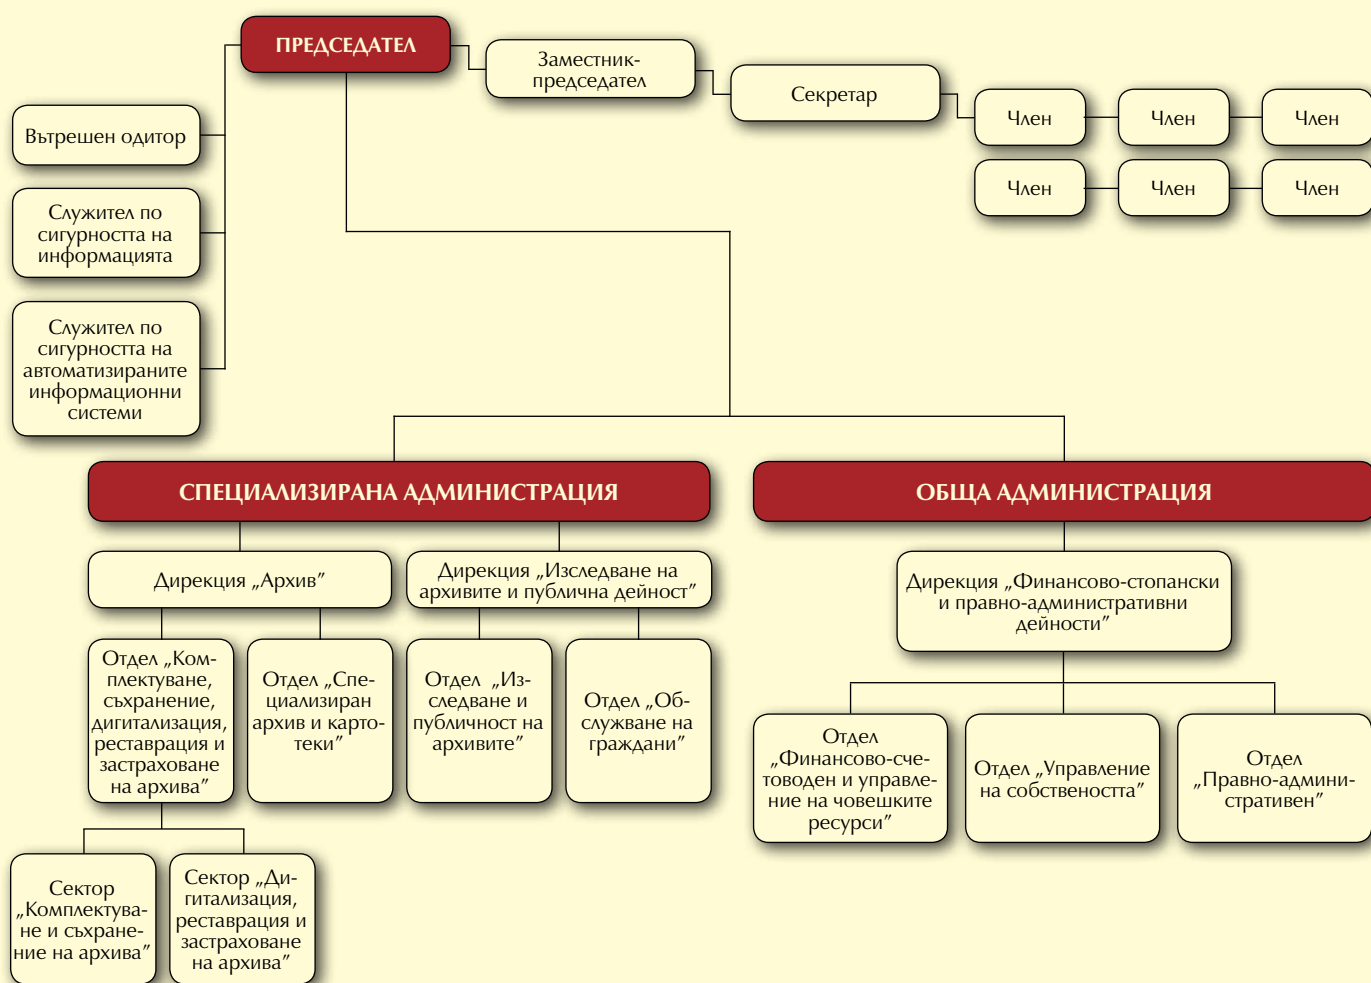 ПРЕДСЕДАТЕЛ
Заместник-
председател
Секретар
Член
Член
Член
Член
Член
Член
Вътрешен одитор
Служител по
сигурността на
информацията
Служител по
сигурността на
автоматизираните
информационни
системи
СПЕЦИАЛИЗИРАНА АДМИНИСТРАЦИЯ
ОБЩА АДМИНИСТРАЦИЯ
Дирекция „Архив”
Дирекция „Изследване на
архивите и публична дейност”
Дирекция „Финансово-стопански
и правно-административни
дейности”
Отдел „Ком-
плектуване,
съхранение,
дигитализация,
реставрация и
застраховане
на архива”
Отдел „Спе-
циализиран
архив и карто-
теки”
Отдел „Из-
следване и
публичност на
архивите”
Отдел „Об-
служване на
граждани”
Отдел
„Финансово-сче-
товоден и управле-
ние на човешките
ресурси”
Отдел „Управление
на собствеността”
Отдел
„Правно-админи-
стративен”
Сектор
„Комплектува-
не и съхране-
ние на архива”
Сектор „Ди-
гитализация,
реставрация и
застраховане
на архива”